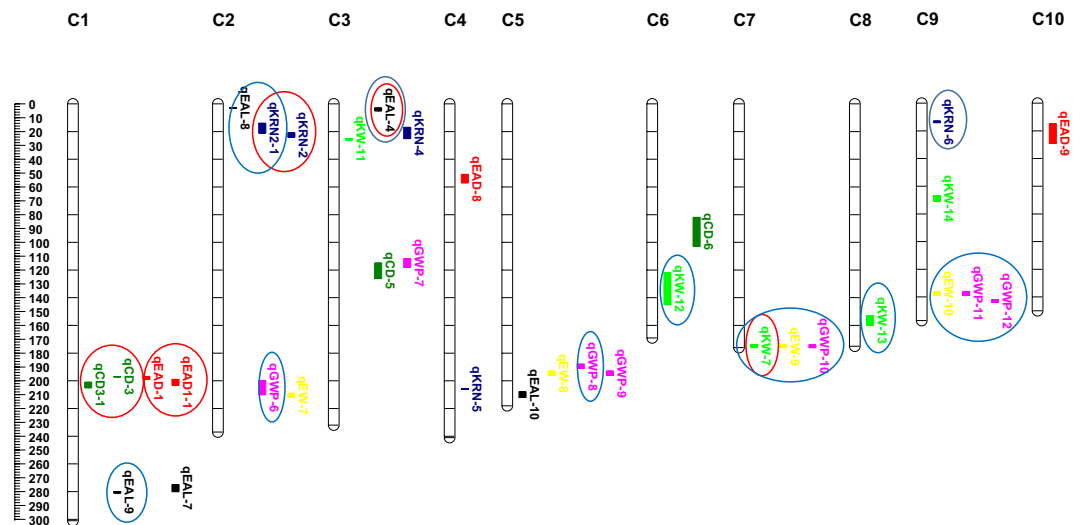 C1
C2
C3
C4
C5
C6
C7
C8
C9
C10
0
10
20
30
40
50
60
70
80
90
100
110
120
130
140
150
160
170
180
190
200
210
220
230
240
250
260
270
280
290
300
qCD3-1
qCD-3
qEAD-1
qEAD1-1
qEAL-9
qEAL-7
qEAL-8
qKRN2-1
qKRN-2
qGWP-6
qEW-7
qKW-11
qEAL-4
qKRN-4
qCD-5
qGWP-7
qEAD-8
qKRN-5
qEAL-10
qEW-8
qGWP-8
qGWP-9
qKW-12
qCD-6
qKW-7
qEW-9
qGWP-10
qKW-13
qKRN-6
qKW-14
qEW-10
qGWP-11
qGWP-12
qEAD-9